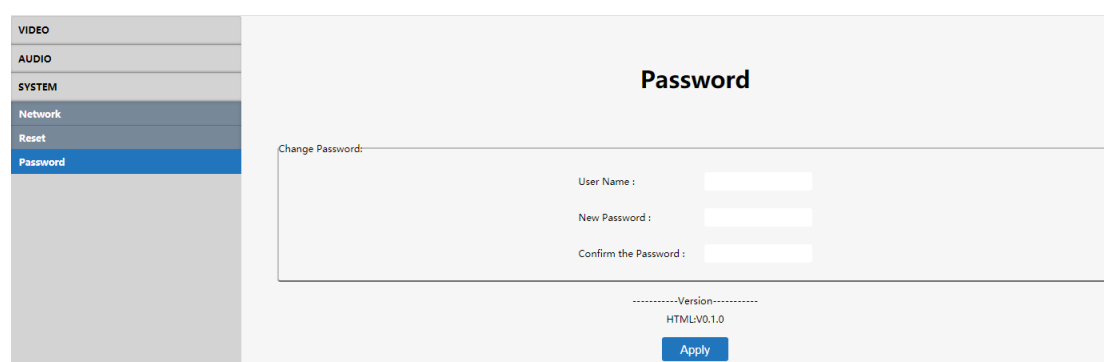 VIDEO
AUDIO
SYSTEM
Network
Reset
Password
Password
Change Password:
User Name :
New Password :
Confirm the Password :
-----------Version-----------
HTML:V0.1.0
Apply